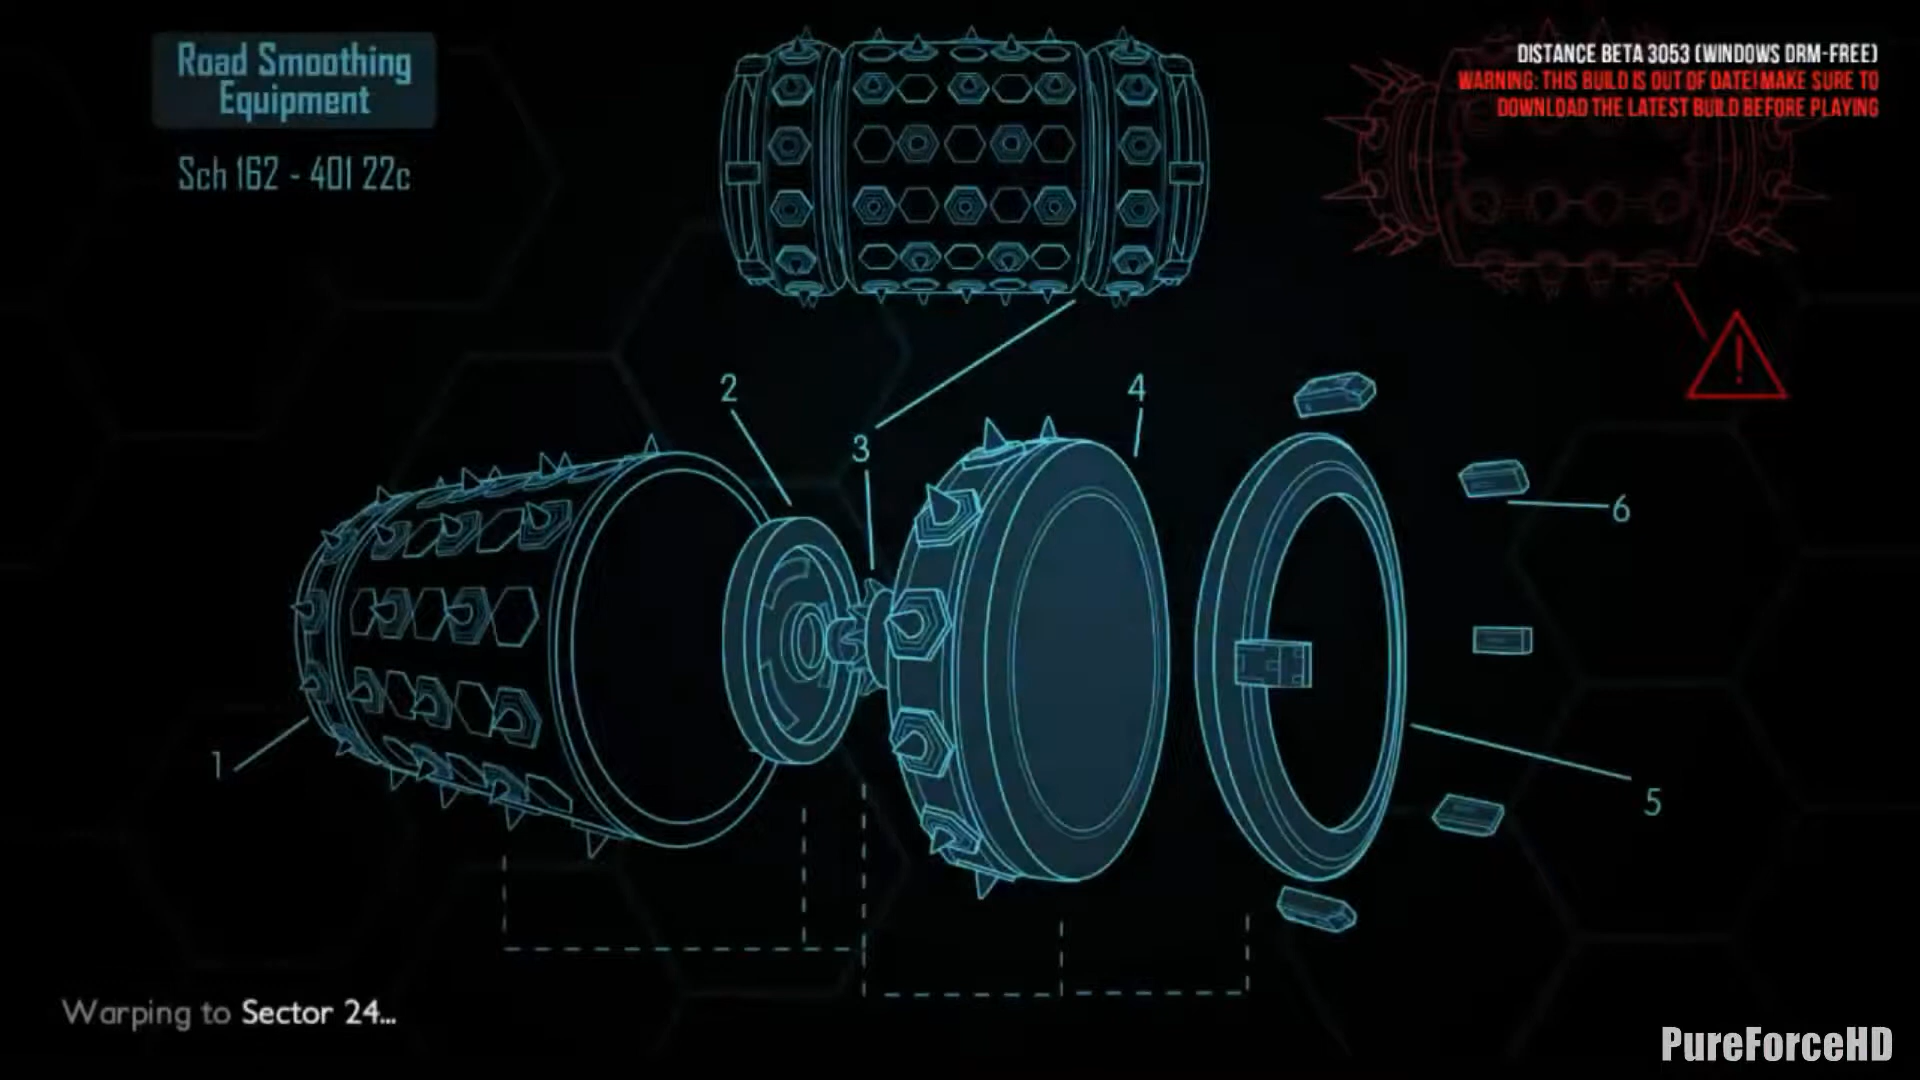 Road Smoothing
Equipment
Sch 162 - 401 22c
DISTANCE BETA 3053 (WINDOWS DRM-FREE)
WARNING: THIS BUILD IS OUT OF DATE! MAKE SURE TO
DOWNLOAD THE LATEST BUILD BEFORE PLAYING
2
4
3
6
1
5
Warping to Sector 24...
PureForceHD